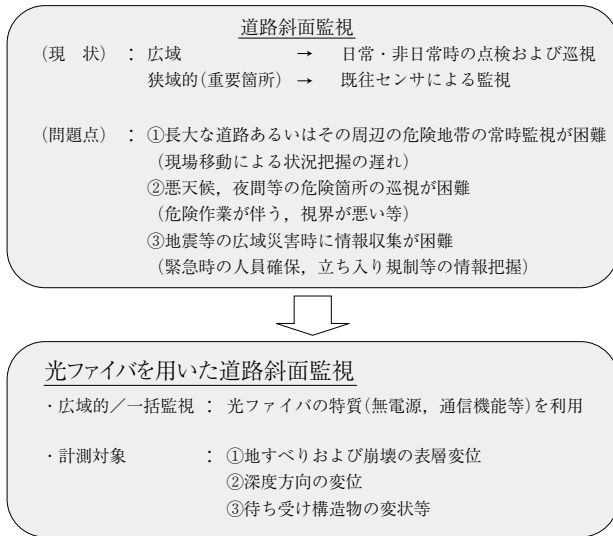 道路斜面監視
(現　状)　：　広域　→　日常・非日常時の点検および巡視
狭域的(重要箇所)　→　既往センサによる監視
(問題点)　：　①長大な道路あるいはその周辺の危険地帯の常時監視が困難
(現場移動による状況把握の遅れ)
②悪天候，夜間等の危険箇所の巡視が困難
(危険作業が伴う，視界が悪い等)
③地震等の広域災害時に情報収集が困難
(緊急時の人員確保，立ち入り規制等の情報把握)
光ファイバを用いた道路斜面監視
・広域的／一括監視　：　光ファイバの特質(無電源，通信機能等)を利用
・計測対象　：　①地すべりおよび崩壊の表層変位
②深度方向の変位
③待ち受け構造物の変状等